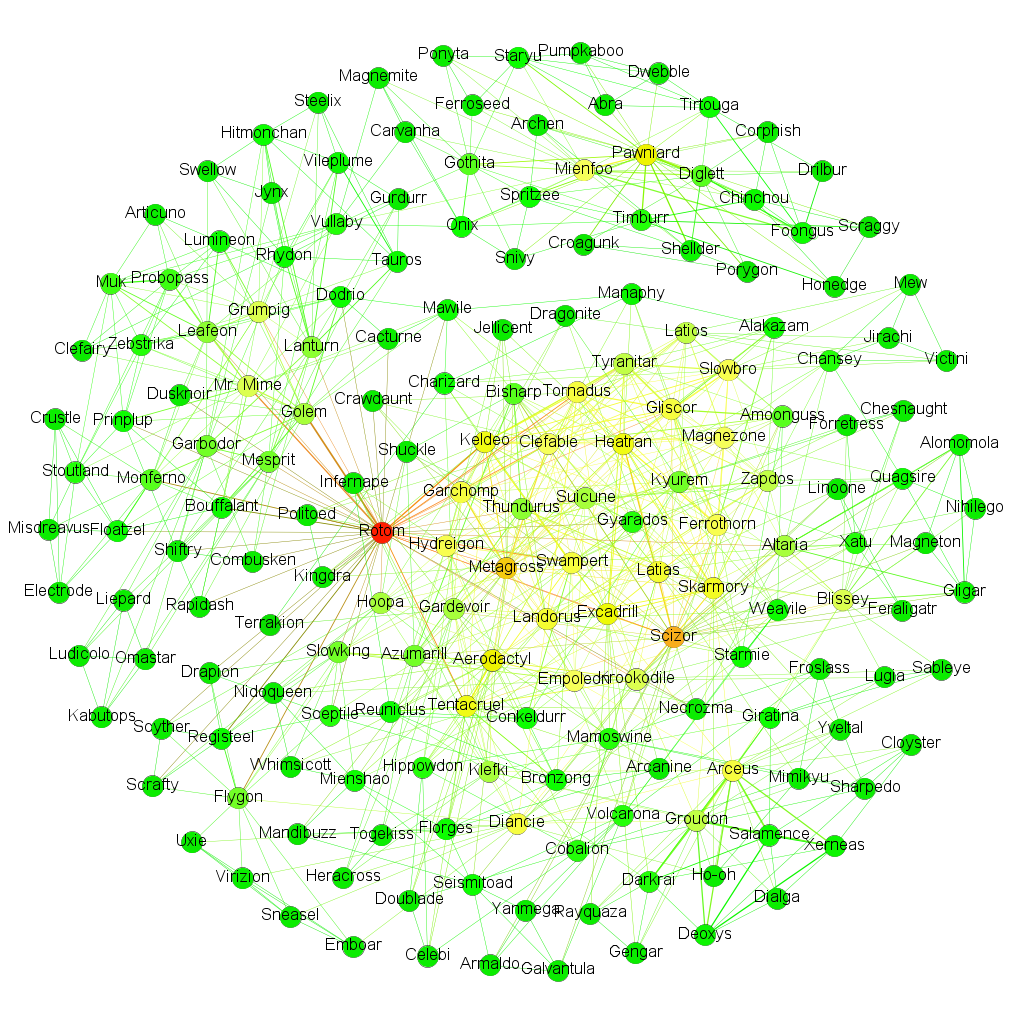 Ponyta
Staryu
Pumpkaboo
Magnemite
Dwebble
Steelix
Ferroseed
Abra
Tirtouga
Hitmonchan
Carvanha
Archen
Corphish
Vileplume
Gothita
Mienfoo
Pawniard
Swellow
Diglett
Drilbur
Jynx
Gurdurr
Spritzee
Chinchou
Articuno
Vullaby
Onix
Timburr
Foongus
Scraggy
Lumineon
Rhydon
Tauros
Snivy
Croagunk
Shellder
Porygon
Muk
Probopass
Honedge
Mew
Dodrio
Manaphy
Grumpig
Mawile
Dragonite
Leafeon
Jellicent
Latios
Alakazam
Jirachi
Clefairy
Zebstrika
Lanturn
Cacturne
Tyranitar
Slowbro
Chansey
Victini
Mr. Mime
Charizard
Dusknoir
Crawdaunt
Bisharp
Tornadus
Crustle
Prinplup
Golem
Gliscor
Amoonguss
Chesnaught
Forretress
Garbodor
Shuckle
Keldeo
Clefable
Heatran
Magnezone
Alomomola
Stoutland
Monferno
Mesprit
Infernape
Garchomp
Suicune
Kyurem
Zapdos
Linoone
Quagsire
Bouffalant
Politoed
Thundurus
Gyarados
Nihilego
Misdreavus
Floatzel
Rotom
Ferrothorn
Shiftry
Hydreigon
Altaria
Xatu
Magneton
Combusken
Metagross
Swampert
Latias
Electrode
Liepard
Rapidash
Kingdra
Hoopa
Gardevoir
Skarmory
Blissey
Gligar
Terrakion
Landorus
Excadrill
Weavile
Feraligatr
Scizor
Ludicolo
Omastar
Slowking
Azumarill
Aerodactyl
Starmie
Drapion
Empoleon
Krookodile
Froslass
Lugia
Sableye
Nidoqueen
Kabutops
Scyther
Sceptile
Reuniclus
Tentacruel
Conkeldurr
Necrozma
Giratina
Yveltal
Registeel
Mamoswine
Cloyster
Whimsicott
Mienshao
Hippowdon
Klefki
Bronzong
Arcanine
Arceus
Mimikyu
Scrafty
Flygon
Sharpedo
Mandibuzz
Togekiss
Florges
Diancie
Volcarona
Groudon
Salamence
Uxie
Cobalion
Xerneas
Virizion
Heracross
Seismitoad
Darkrai
Ho-oh
Sneasel
Doublade
Yanmega
Rayquaza
Dialga
Emboar
Celebi
Armaldo
Galvantula
Gengar
Deoxys